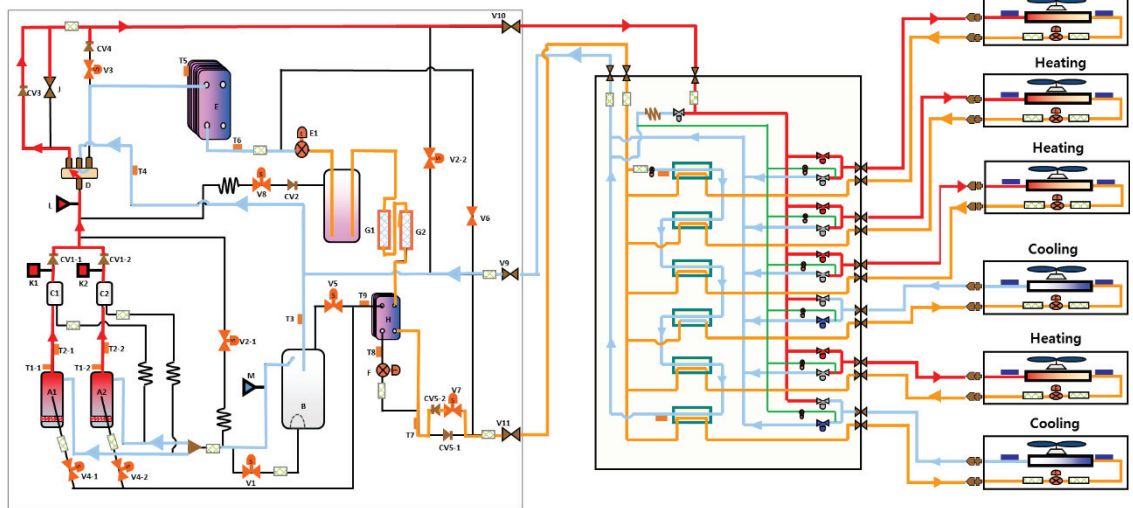 V10
CV4
V3
CV3
J
T5
E
T6
E1
V2-2
D
T4
V8
CV2
L
V6
G1
G2
CV1-1
CV1-2
K1
K2
V9
C1
C2
V5
T9
T3
H
V2-1
T2-1
T2-2
T8
M
F
T1-1
T1-2
A1
A2
B
CV5-2
V7
T7
V11
CV5-1
V4-1
V4-2
V1
S
S
S
S
S
S
S
S
S
Heating
Heating
Cooling
Heating
Cooling